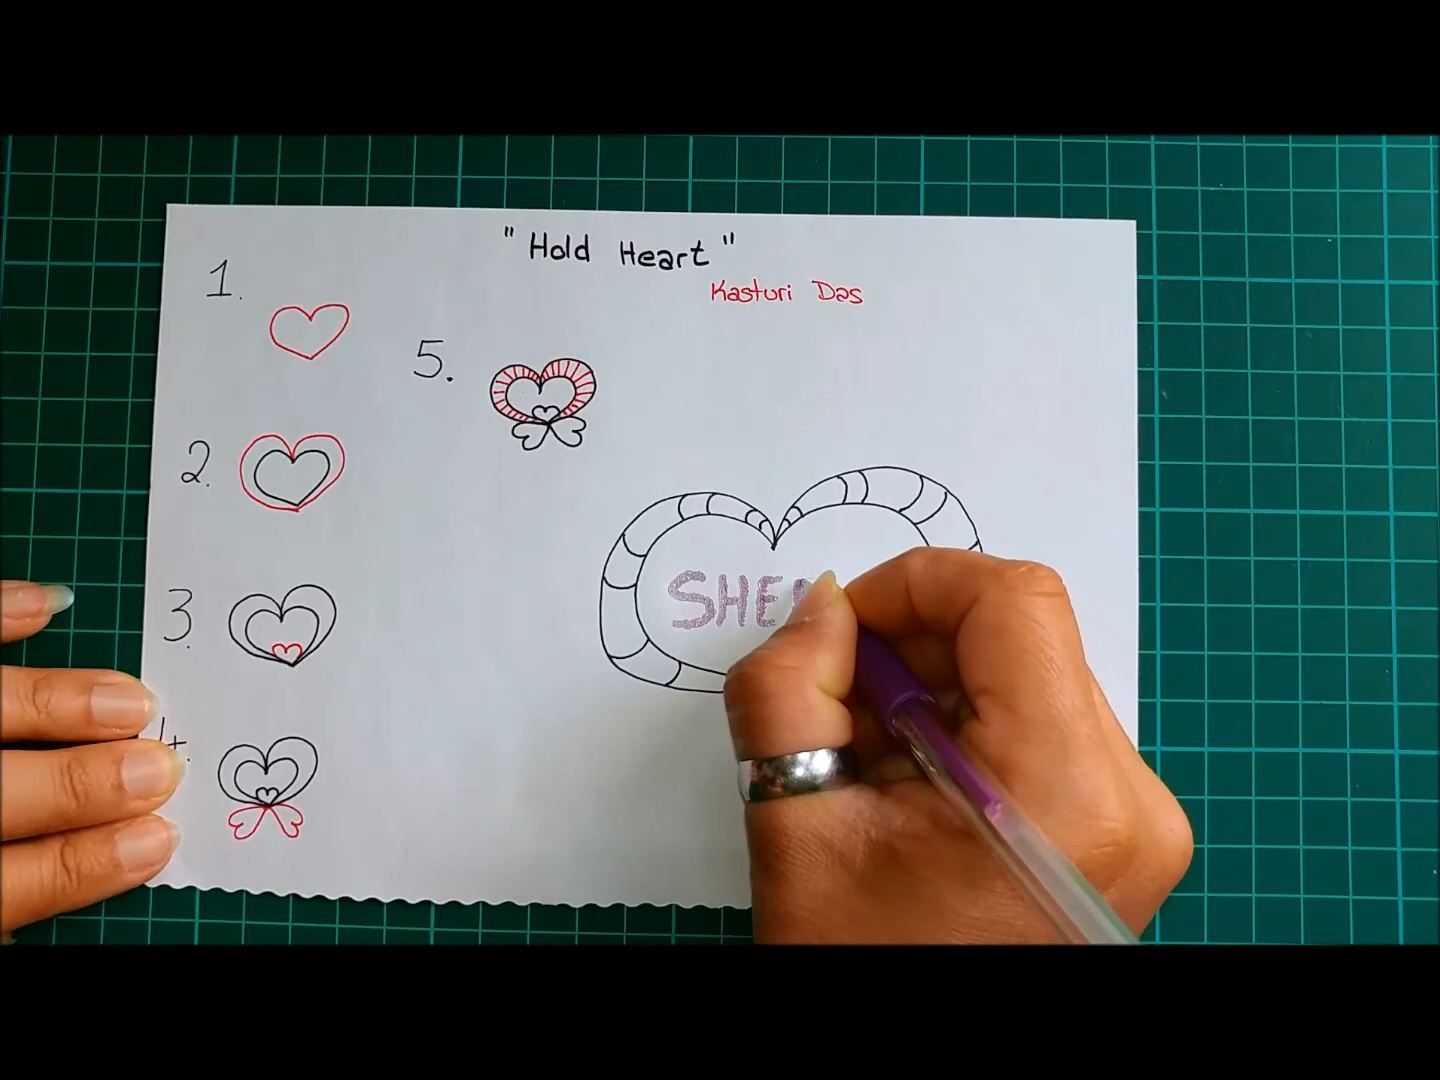 "Hold Heart"
Kasturi Das
1.
2.
3.
4.
5.
SHE